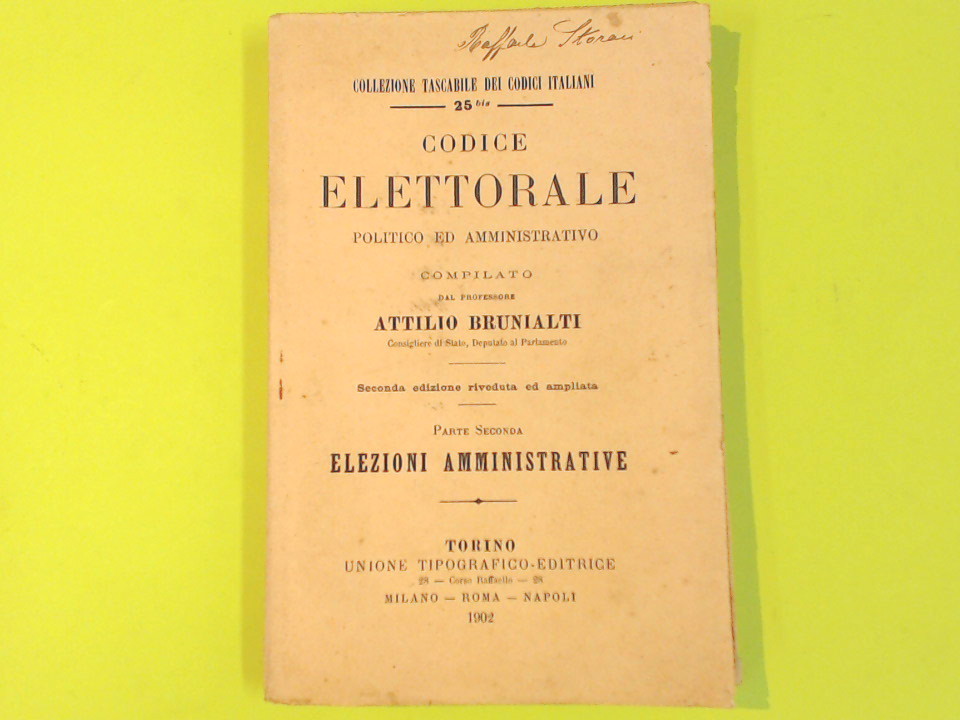 Raffaele Storari
COLLEZIONE TASCABILE DEI CODICI ITALIANI
25 bis
CODICE
ELETTORALE
POLITICO ED AMMINISTRATIVO
COMPILATO
DAL PROFESSORE
ATTILIO BRUNIALTI
Consigliere di Stato, Deputato al Parlamento
Seconda edizione riveduta ed ampliata
PARTE SECONDA
ELEZIONI AMMINISTRATIVE
TORINO
UNIONE TIPOGRAFICO-EDITRICE
28 — Corso Raffaello — 28
MILANO — ROMA — NAPOLI
1902